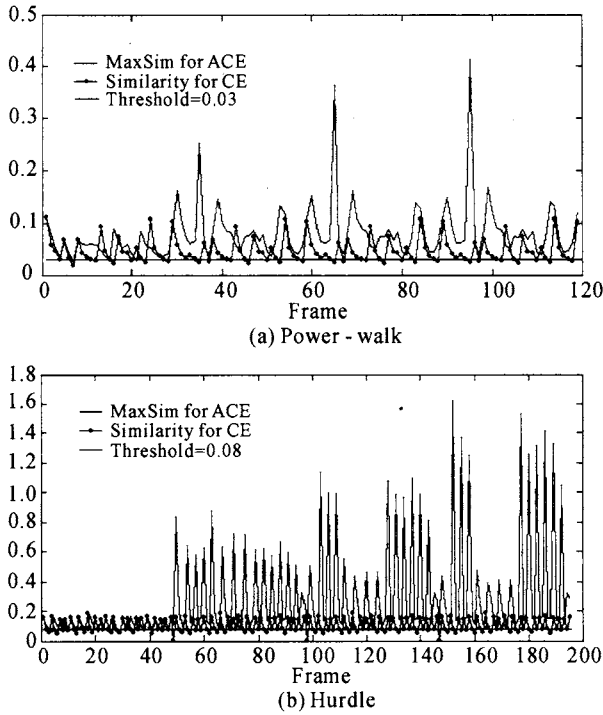 0.5
0.4
0.3
0.2
0.1
0
MaxSim for ACE
Similarity for CE
Threshold=0.03
0 20 40 60 80 100 120
Frame
(a) Power - walk
1.8
1.6
1.4
1.2
1.0
0.8
0.6
0.4
0.2
0
MaxSim for ACE
Similarity for CE
Threshold=0.08
0 20 40 60 80 100 120 140 160 180 200
Frame
(b) Hurdle